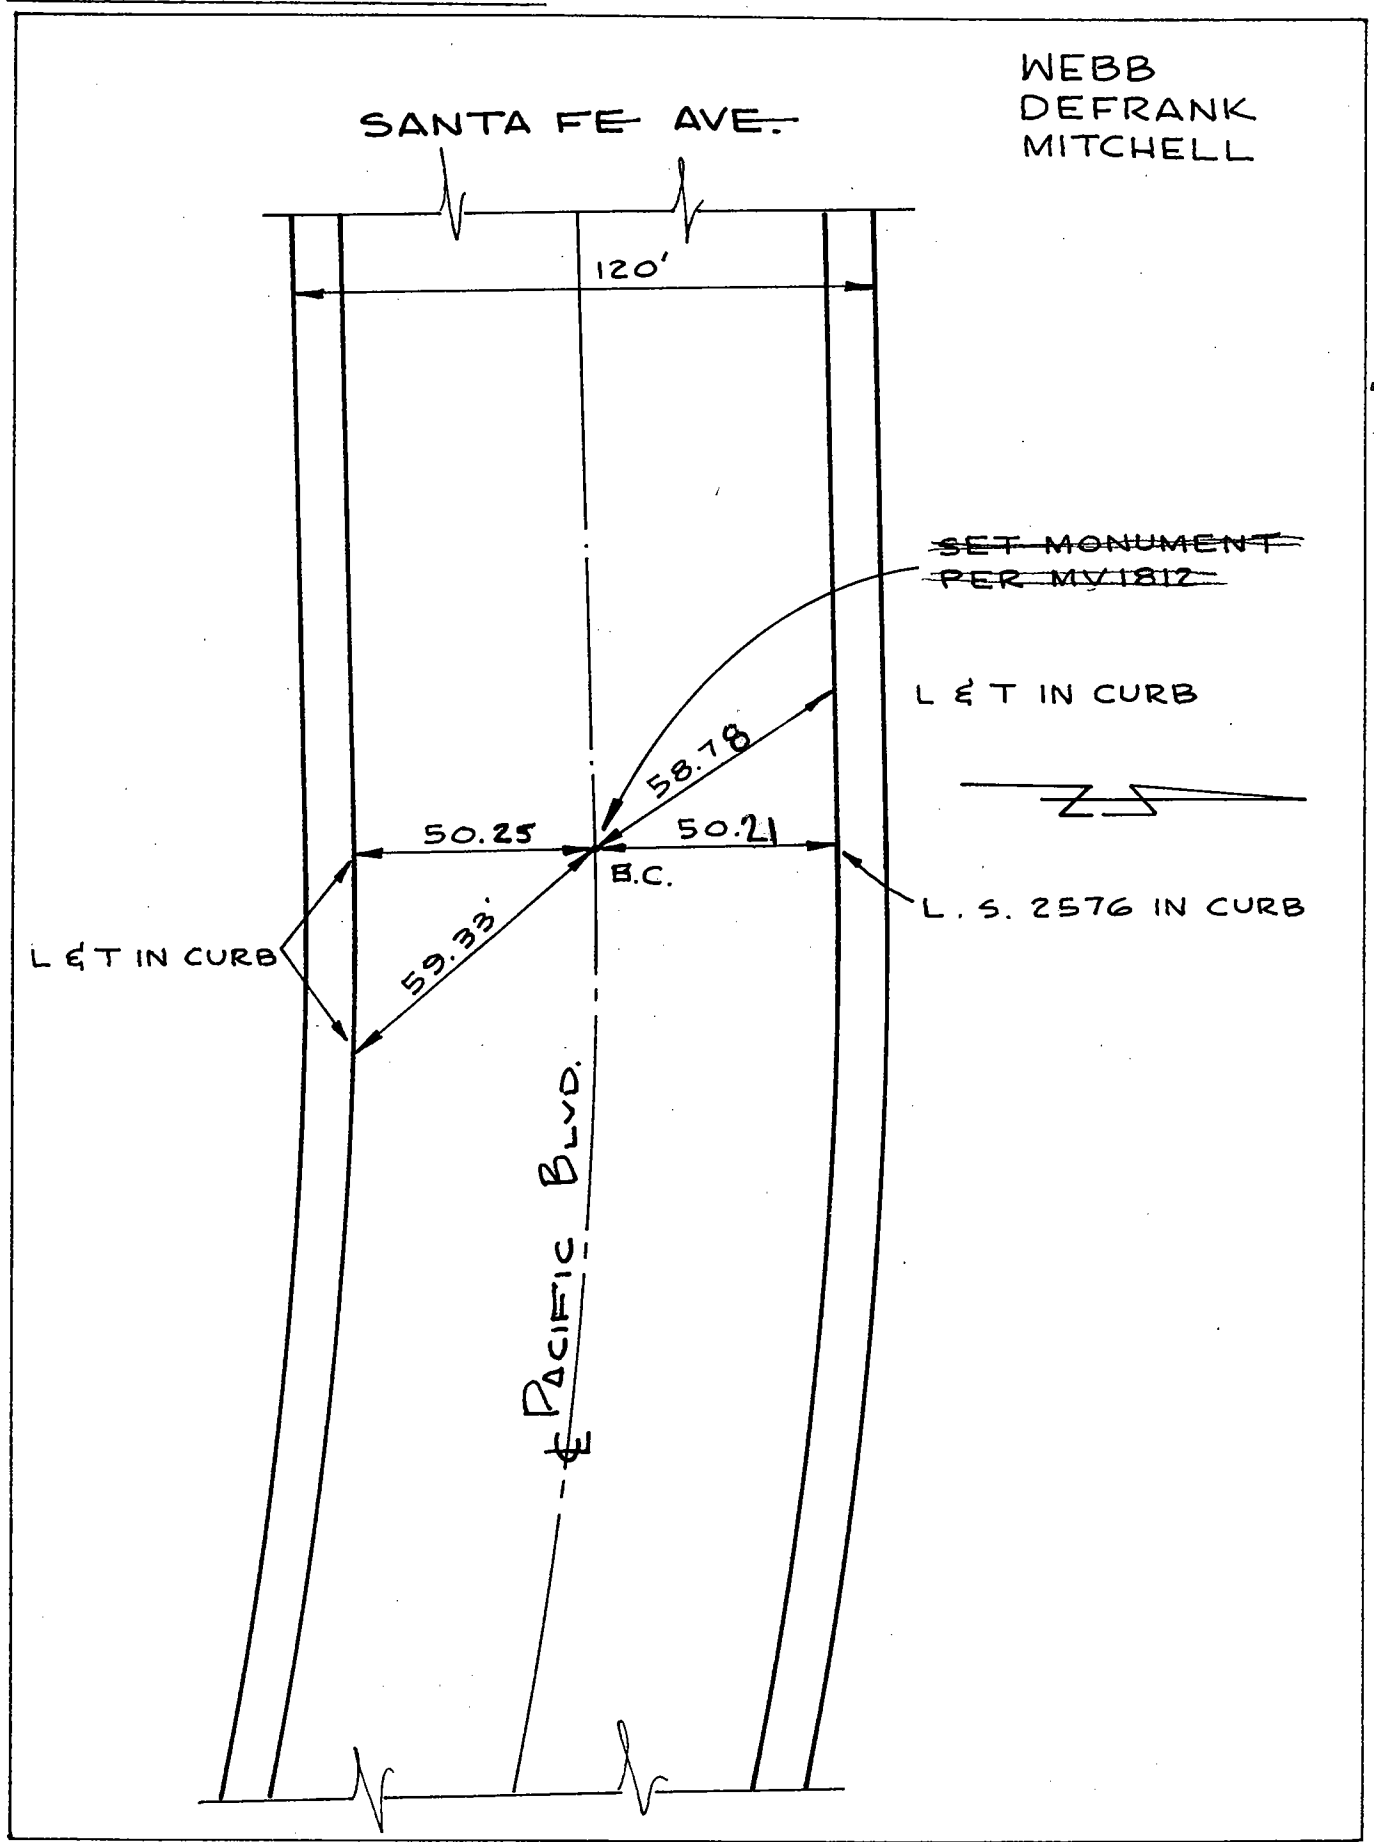 WEBB
DEFRANK
MITCHELL
SANTA FE AVE.
120'
SET MONUMENT
PER MV1812
L & T IN CURB
58.78
50.25
50.21
B.C.
L.S. 2576 IN CURB
59.33'
L & T IN CURB
℄ PACIFIC BLVD.